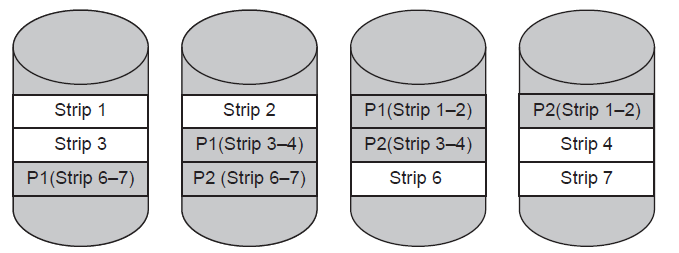 Strip 1
Strip 2
P1(Strip 1–2)
P2(Strip 1–2)
Strip 3
P1(Strip 3–4)
P2(Strip 3–4)
Strip 4
P1(Strip 6–7)
P2 (Strip 6–7)
Strip 6
Strip 7